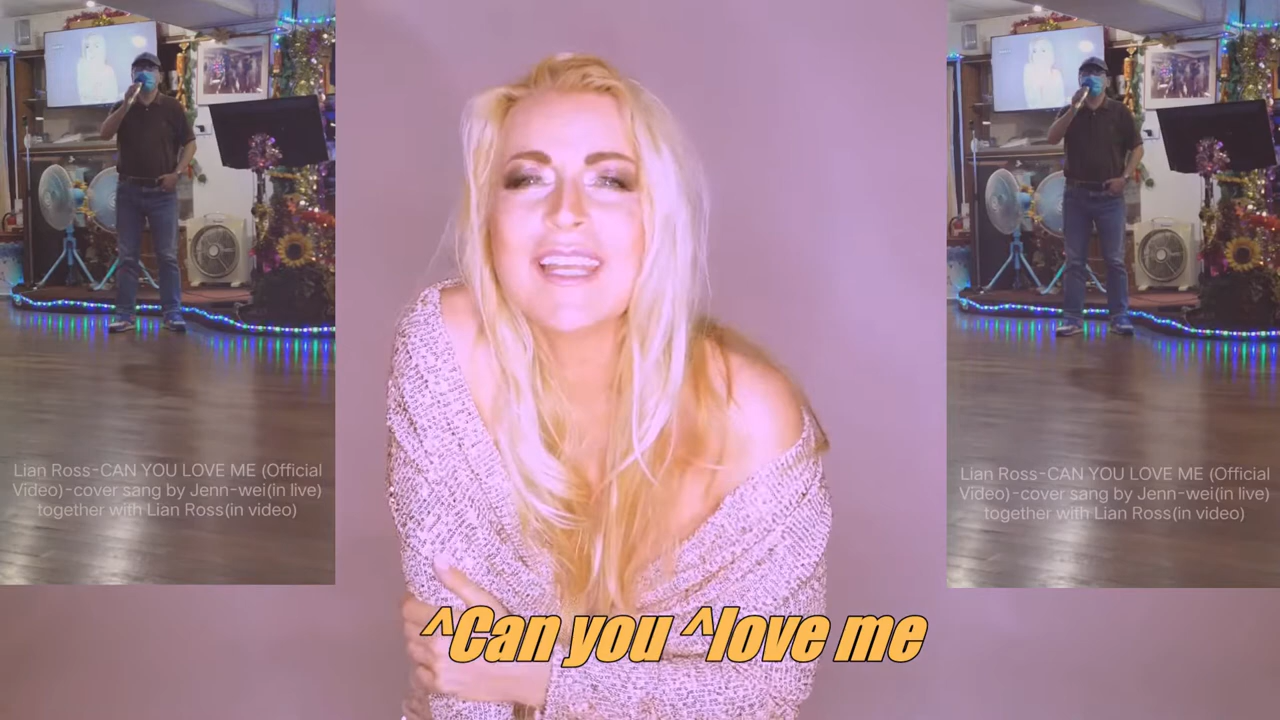 Lian Ross-CAN YOU LOVE ME (Official
Video)-cover sang by Jenn-wei(in live)
together with Lian Ross(in video)
Lian Ross-CAN YOU LOVE ME (Official
Video)-cover sang by Jenn-wei(in live)
together with Lian Ross(in video)
^Can you ^love me